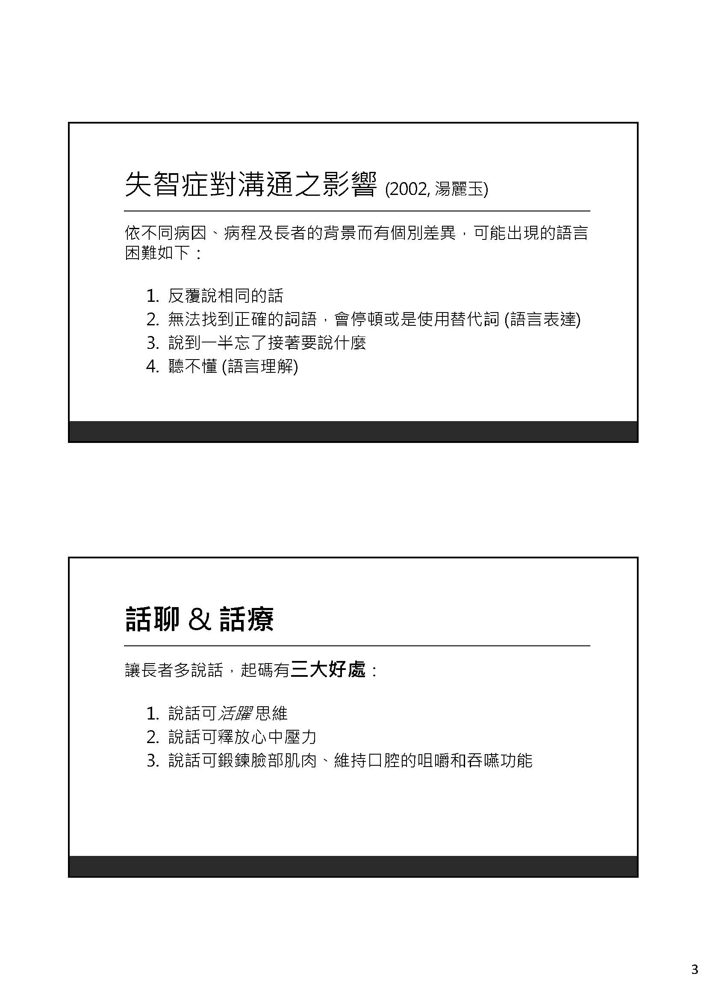 失智症對溝通之影響 (2002, 湯麗玉)
依不同病因、病程及長者的背景而有個別差異，可能出現的語言
困難如下：
1. 反覆說相同的話
2. 無法找到正確的詞語，會停頓或是使用替代詞 (語言表達)
3. 說到一半忘了接著要說什麼
4. 聽不懂 (語言理解)
話聊 & 話療
讓長者多說話，起碼有三大好處：
1. 說話可活躍 思維
2. 說話可釋放心中壓力
3. 說話可鍛鍊臉部肌肉、維持口腔的咀嚼和吞嚥功能
3